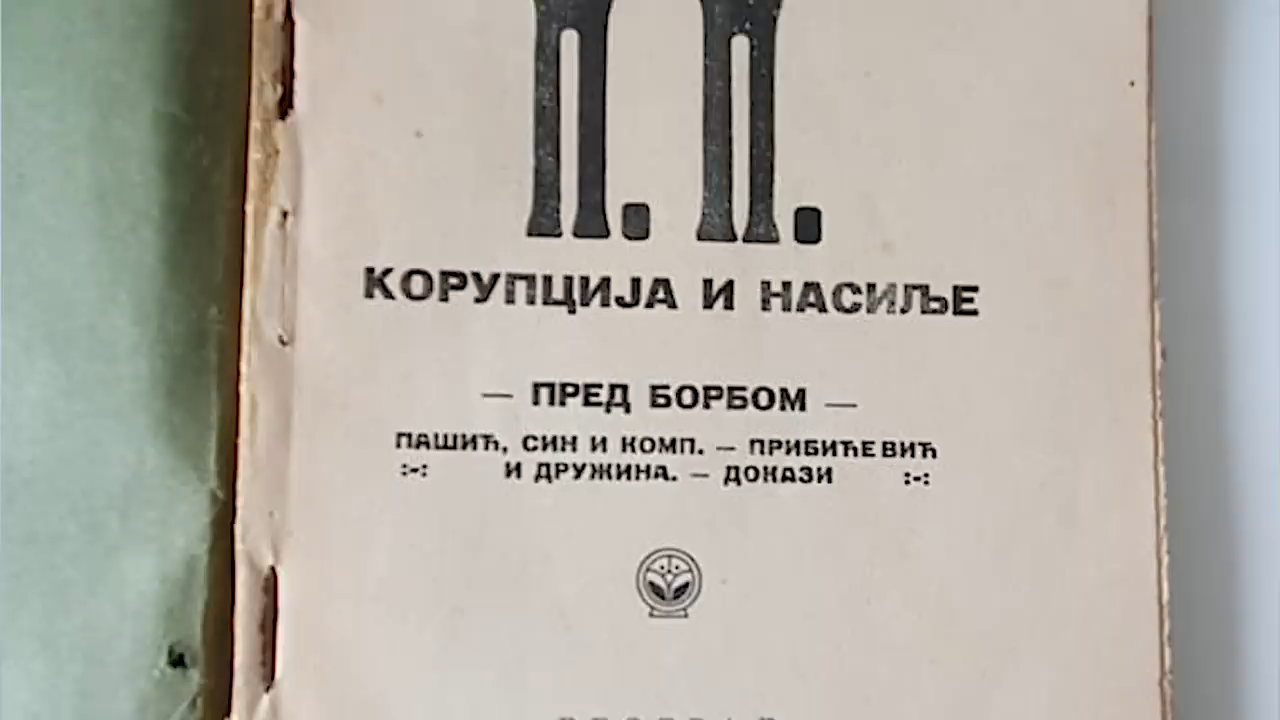 П. П.
КОРУПЦИЈА И НАСИЉЕ
— ПРЕД БОРБОМ —
ПАШИЋ, СИН И КОМП. — ПРИБИЋЕВИЋ
:-: И ДРУЖИНА. — ДОКАЗИ :-: